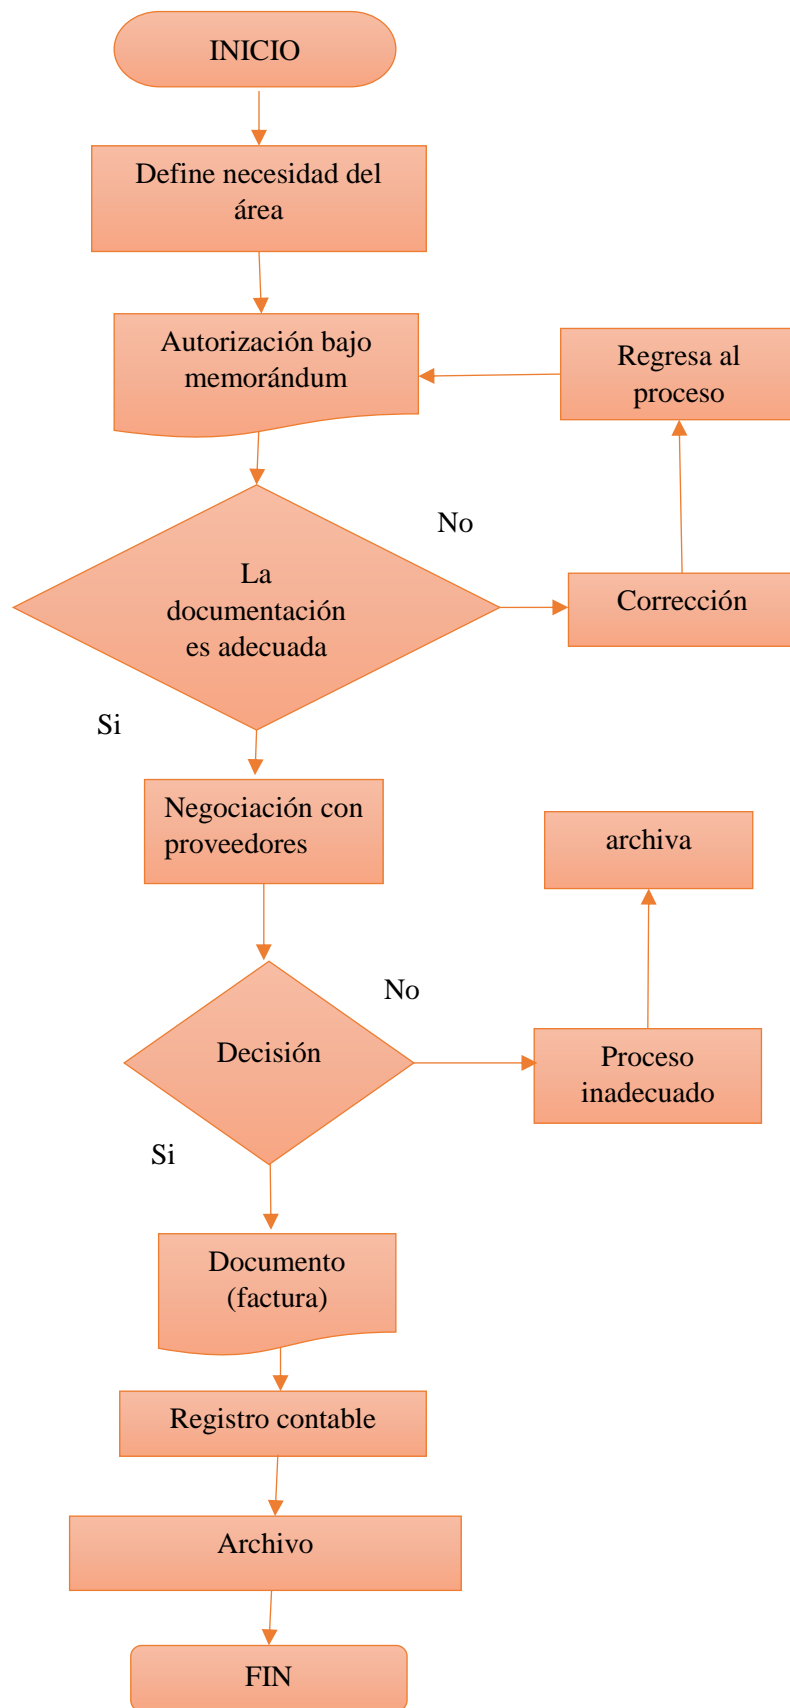 INICIO
Define necesidad del
área
Autorización bajo
memorándum
Regresa al
proceso
No
La
documentación
es adecuada
Corrección
Si
Negociación con
proveedores
archiva
No
Decisión
Proceso
inadecuado
Si
Documento
(factura)
Registro contable
Archivo
FIN